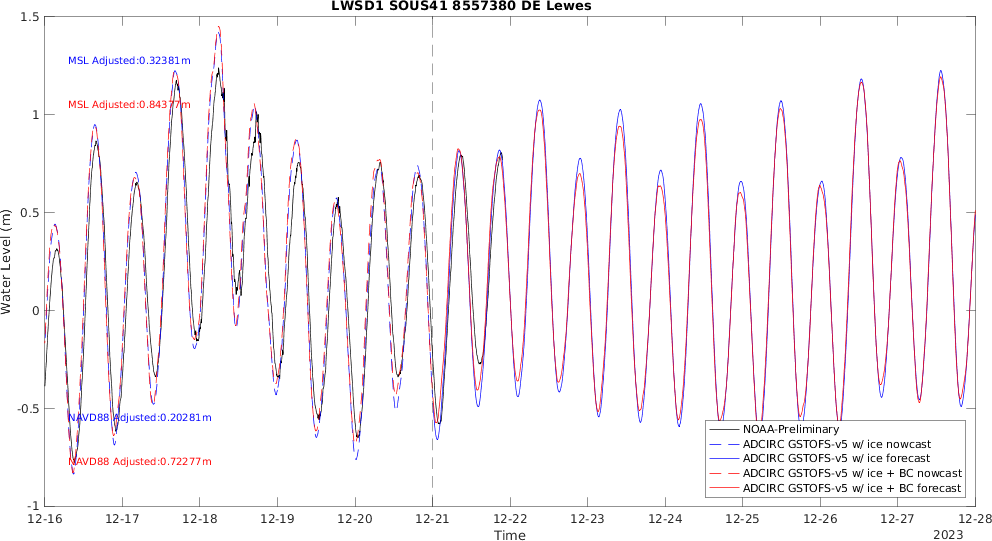 LWSD1 SOUS41 8557380 DE Lewes
1.5
MSL Adjusted:0.32381m
MSL Adjusted:0.84377m
1
0.5
Water Level (m)
0
-0.5
NAVD88 Adjusted:0.20281m
NAVD88 Adjusted:0.72277m
-1
NOAA-Preliminary
ADCIRC GSTOFS-v5 w/ ice nowcast
ADCIRC GSTOFS-v5 w/ ice forecast
ADCIRC GSTOFS-v5 w/ ice + BC nowcast
ADCIRC GSTOFS-v5 w/ ice + BC forecast
12-16 12-17 12-18 12-19 12-20 12-21 12-22 12-23 12-24 12-25 12-26 12-27 12-28
Time
2023